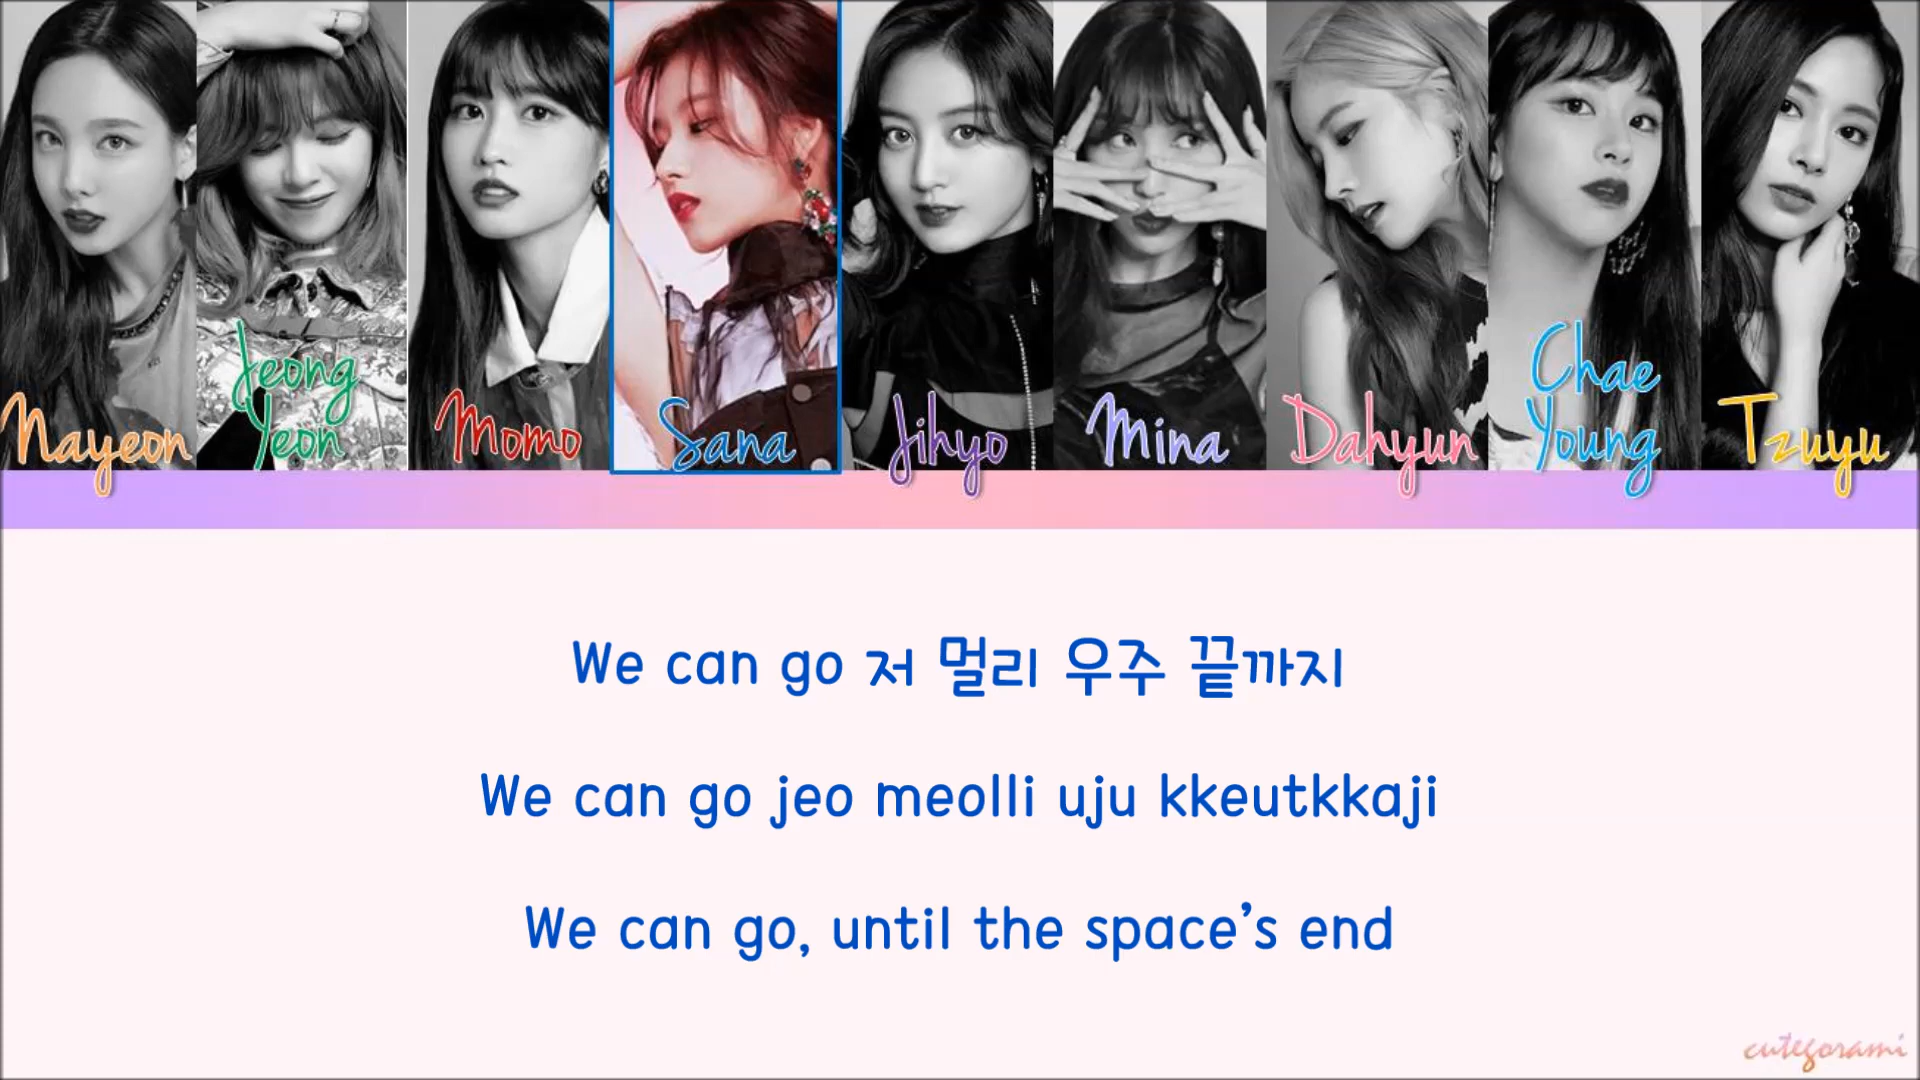 Nayeon
Jeong
Yeon
Momo
Sana
Jihyo
Mina
Dahyun
Chae
Young
Tzuyu
We can go 저 멀리 우주 끝까지
We can go jeo meolli uju kkeutkkaji
We can go, until the space's end
cutegorami